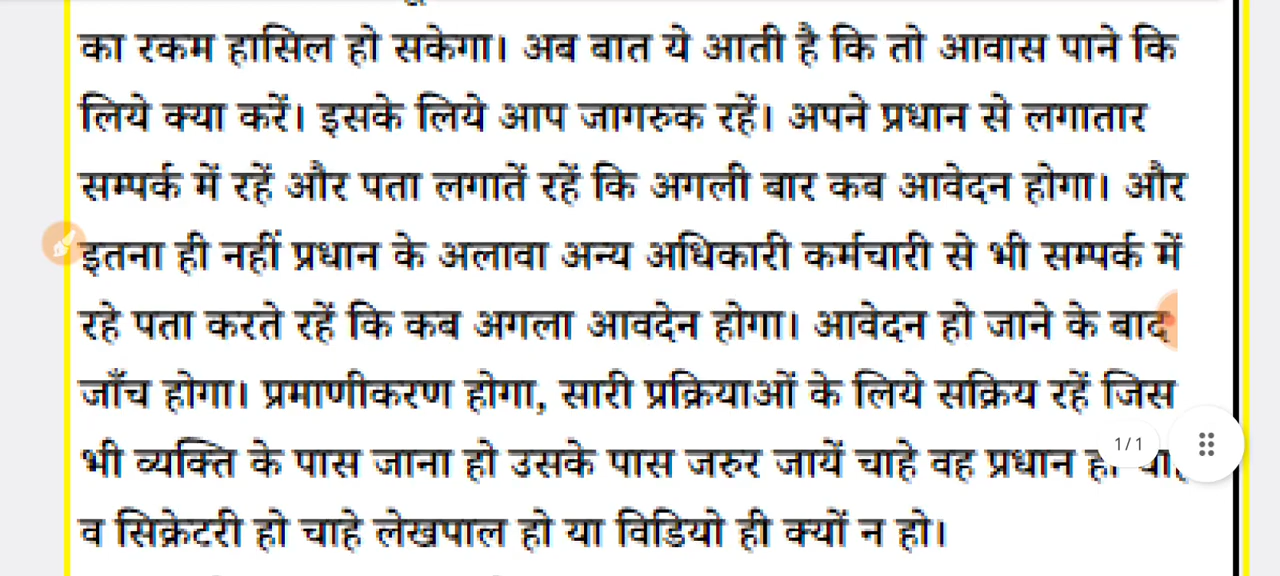 का रकम हासिल हो सकेगा। अब बात ये आती है कि तो आवास पाने कि
लिये क्या करें। इसके लिये आप जागरुक रहें। अपने प्रधान से लगातार
सम्पर्क में रहें और पता लगातें रहें कि अगली बार कब आवेदन होगा। और
इतना ही नहीं प्रधान के अलावा अन्य अधिकारी कर्मचारी से भी सम्पर्क में
रहे पता करते रहें कि कब अगला आवदेन होगा। आवेदन हो जाने के बाद
जाँच होगा। प्रमाणीकरण होगा, सारी प्रक्रियाओं के लिये सक्रिय रहें जिस
भी व्यक्ति के पास जाना हो उसके पास जरुर जायें चाहे वह प्रधान
1/1
व सिक्रेटरी हो चाहे लेखपाल हो या विडियो ही क्यों न हो।